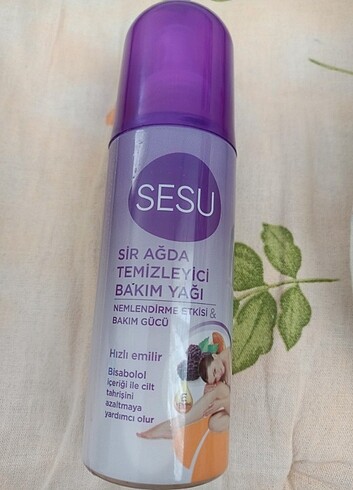 SESU
SİR AĞDA
TEMİZLEYİCİ
BAKIM YAĞI
NEMLENDİRME ETKİSİ &
BAKIM GÜCÜ
Hızlı emilir
Bisabolol
içeriği ile cilt
tahrişini
azaltmaya
yardımcı olur